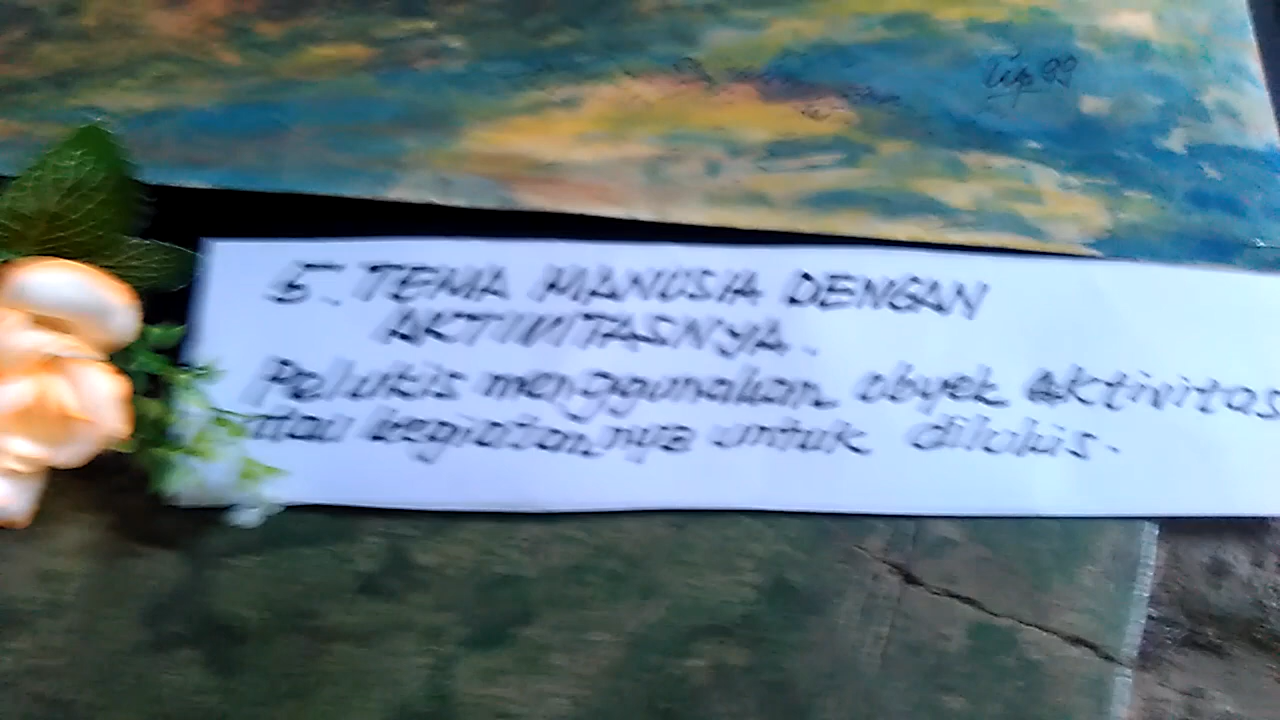 5. TEMA MANUSIA DENGAN
AKTIVITASNYA.
Pelukis menggunakan obyek aktivitas
atau kegiatannya untuk dilukis.